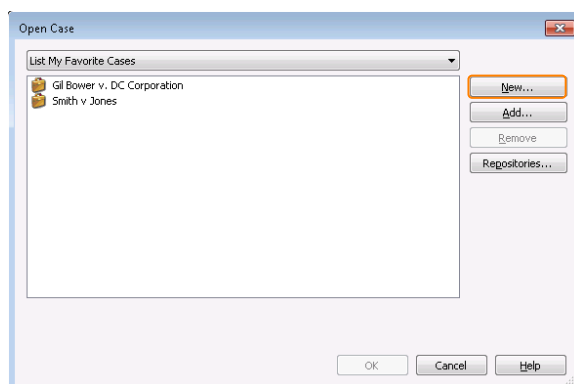 Open Case
List My Favorite Cases
Gil Bower v. DC Corporation
Smith v Jones
New...
Add...
Remove
Repositories...
OK
Cancel
Help